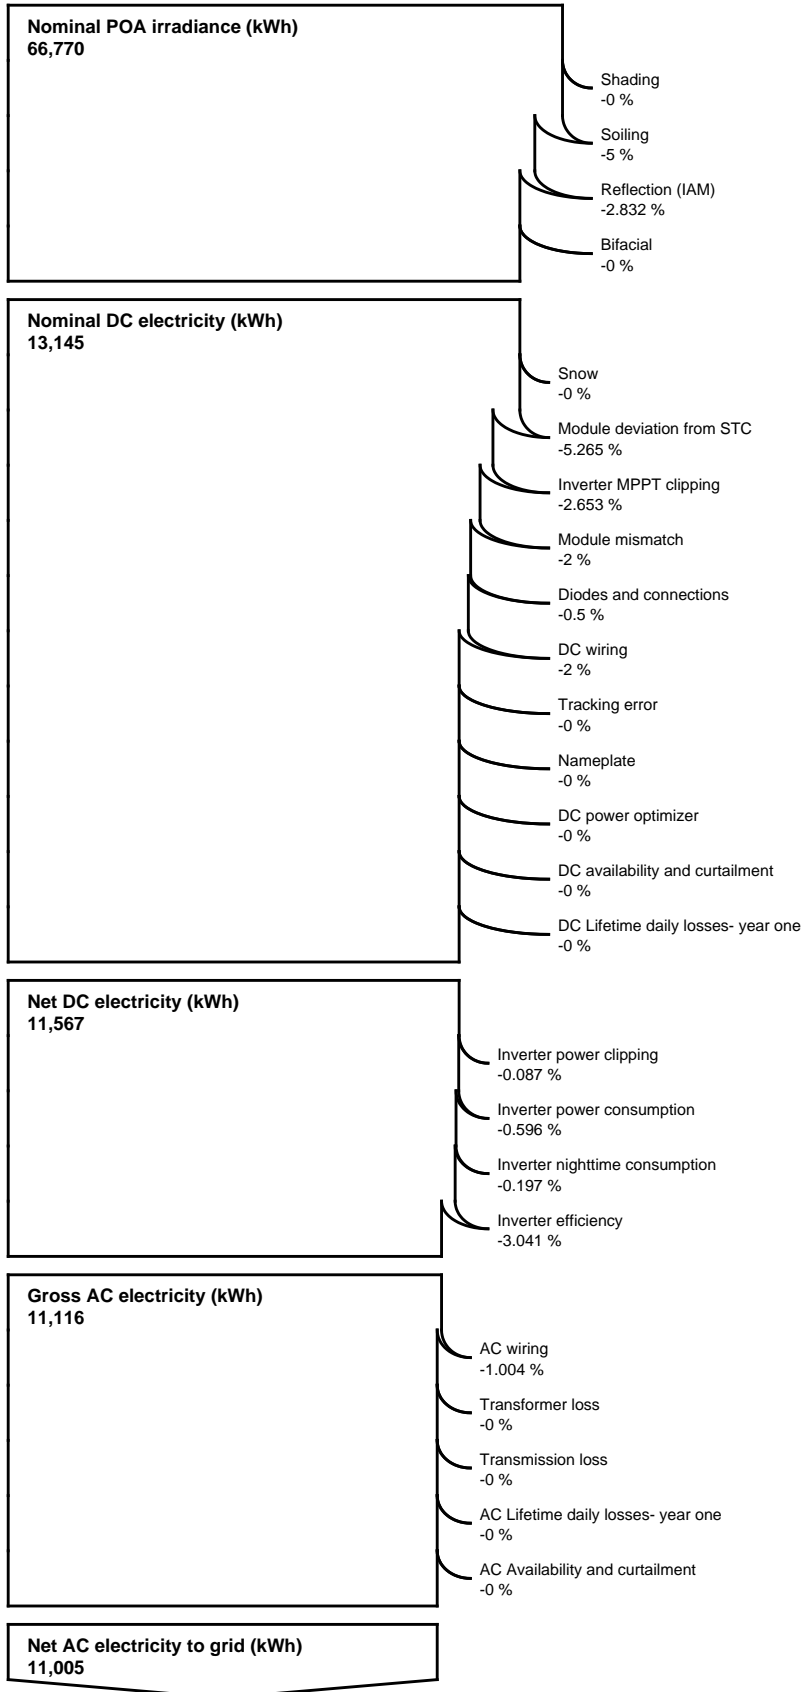 Nominal POA irradiance (kWh)
66,770
Shading
-0 %
Soiling
-5 %
Reflection (IAM)
-2.832 %
Bifacial
-0 %
Nominal DC electricity (kWh)
13,145
Snow
-0 %
Module deviation from STC
-5.265 %
Inverter MPPT clipping
-2.653 %
Module mismatch
-2 %
Diodes and connections
-0.5 %
DC wiring
-2 %
Tracking error
-0 %
Nameplate
-0 %
DC power optimizer
-0 %
DC availability and curtailment
-0 %
DC Lifetime daily losses- year one
-0 %
Net DC electricity (kWh)
11,567
Inverter power clipping
-0.087 %
Inverter power consumption
-0.596 %
Inverter nighttime consumption
-0.197 %
Inverter efficiency
-3.041 %
Gross AC electricity (kWh)
11,116
AC wiring
-1.004 %
Transformer loss
-0 %
Transmission loss
-0 %
AC Lifetime daily losses- year one
-0 %
AC Availability and curtailment
-0 %
Net AC electricity to grid (kWh)
11,005